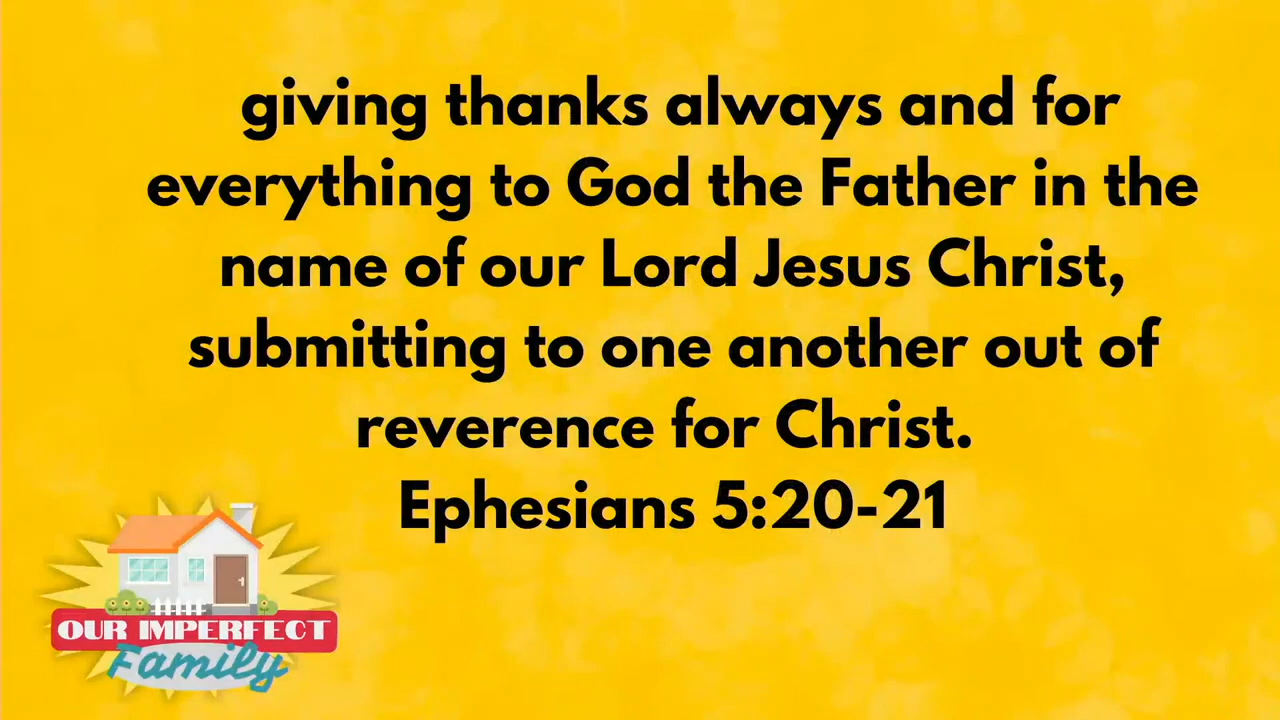 giving thanks always and for
everything to God the Father in the
name of our Lord Jesus Christ,
submitting to one another out of
reverence for Christ.
Ephesians 5:20-21
OUR IMPERFECT
Family